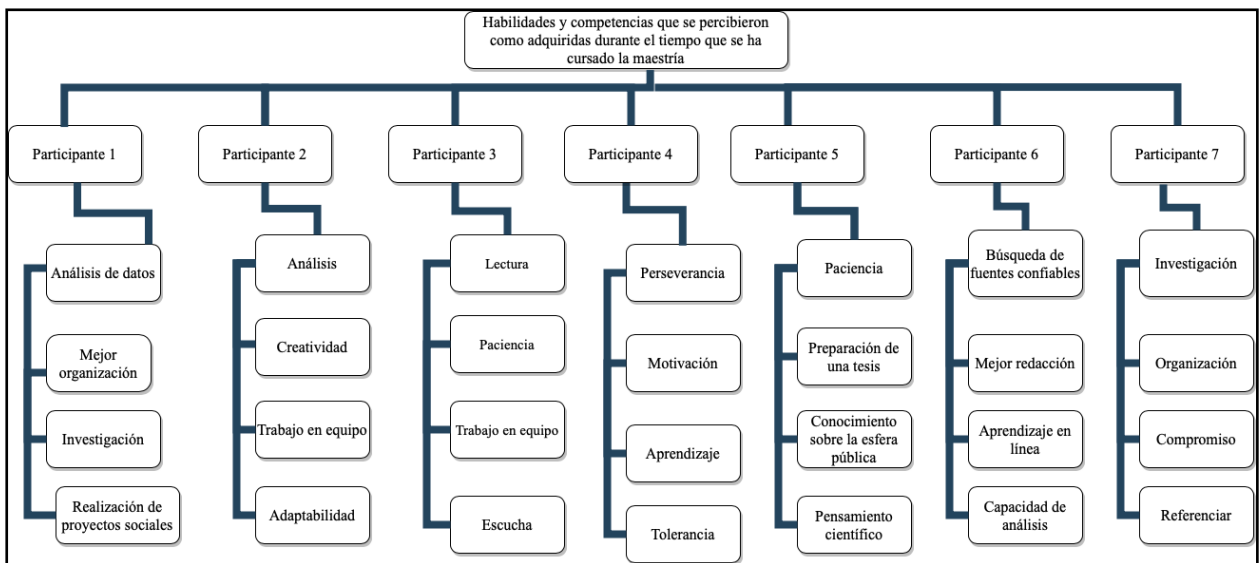 Habilidades y competencias que se percibieron
como adquiridas durante el tiempo que se ha
cursado la maestría
Participante 1
Participante 2
Participante 3
Participante 4
Participante 5
Participante 6
Participante 7
Análisis de datos
Mejor
organización
Investigación
Realización de
proyectos sociales
Análisis
Creatividad
Trabajo en equipo
Adaptabilidad
Lectura
Paciencia
Trabajo en equipo
Escucha
Perseverancia
Motivación
Aprendizaje
Tolerancia
Paciencia
Preparación de
una tesis
Conocimiento
sobre la esfera
pública
Pensamiento
científico
Búsqueda de
fuentes confiables
Mejor redacción
Aprendizaje en
línea
Capacidad de
análisis
Investigación
Organización
Compromiso
Referenciar